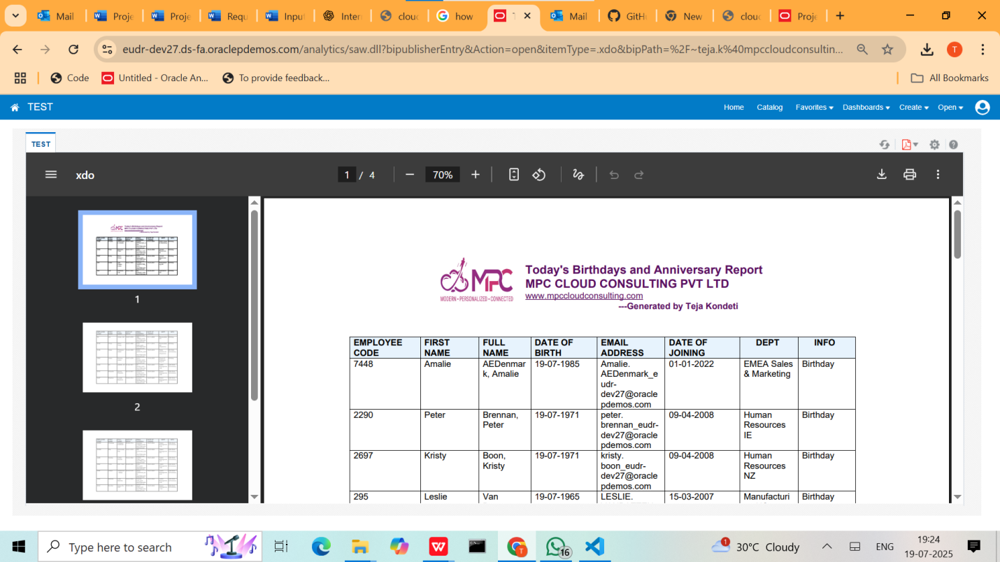 Mail
Proje
Proje
Requ
Input
Inter
cloud
how
T
Mail
GitHu
New
cloud
Proje
eudr-dev27.ds-fa.oraclepdemos.com/analytics/saw.dll?bipublisherEntry&Action=open&itemType=.xdo&bipPath=%2F~teja.k%40mpccloudconsultin...
T
Code
Untitled - Oracle An...
To provide feedback...
All Bookmarks
TEST
Home
Catalog
Favorites
Dashboards
Create
Open
TEST
xdo
1 / 4
70%
1
2
MPC
MODERN • PERSONALIZED • CONNECTED
Today's Birthdays and Anniversary Report
MPC CLOUD CONSULTING PVT LTD
www.mpccloudconsulting.com
---Generated by Teja Kondeti
EMPLOYEE CODE FIRST NAME FULL NAME DATE OF BIRTH EMAIL ADDRESS DATE OF JOINING DEPT INFO
7448 Amalie AEDenmark, Amalie 19-07-1985 Amalie.AEDenmark_eudr-dev27@oraclepdemos.com 01-01-2022 EMEA Sales & Marketing Birthday
2290 Peter Brennan, Peter 19-07-1971 peter.brennan_eudr-dev27@oraclepdemos.com 09-04-2008 Human Resources IE Birthday
2697 Kristy Boon, Kristy 19-07-1971 kristy.boon_eudr-dev27@oraclepdemos.com 09-04-2008 Human Resources NZ Birthday
295 Leslie Van 19-07-1965 LESLIE. 15-03-2007 Manufacturi Birthday
Type here to search
16
1
30°C Cloudy
ENG
19:24
19-07-2025